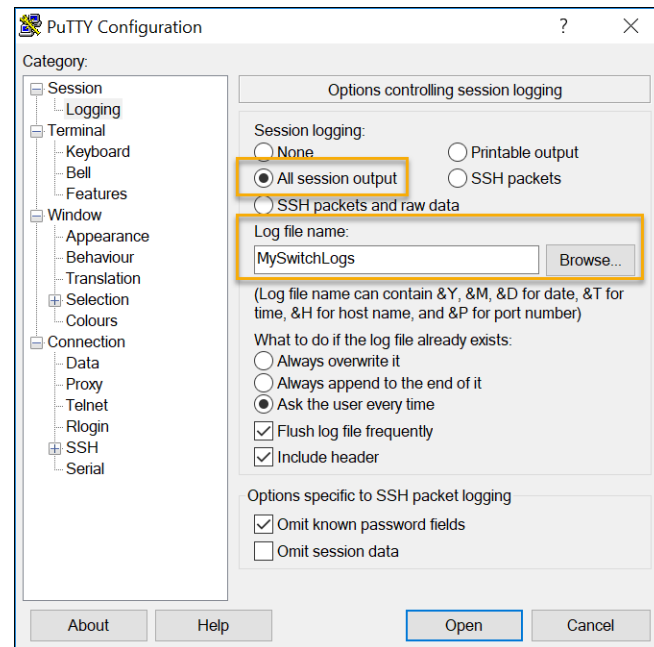 PuTTY Configuration
?
Category:
Session
Logging
Terminal
Keyboard
Bell
Features
Window
Appearance
Behaviour
Translation
Selection
Colours
Connection
Data
Proxy
Telnet
Rlogin
SSH
Serial
Options controlling session logging
Session logging:
None
Printable output
All session output
SSH packets
SSH packets and raw data
Log file name:
MySwitchLogs
Browse...
(Log file name can contain &Y, &M, &D for date, &T for
time, &H for host name, and &P for port number)
What to do if the log file already exists:
Always overwrite it
Always append to the end of it
Ask the user every time
Flush log file frequently
Include header
Options specific to SSH packet logging
Omit known password fields
Omit session data
About
Help
Open
Cancel